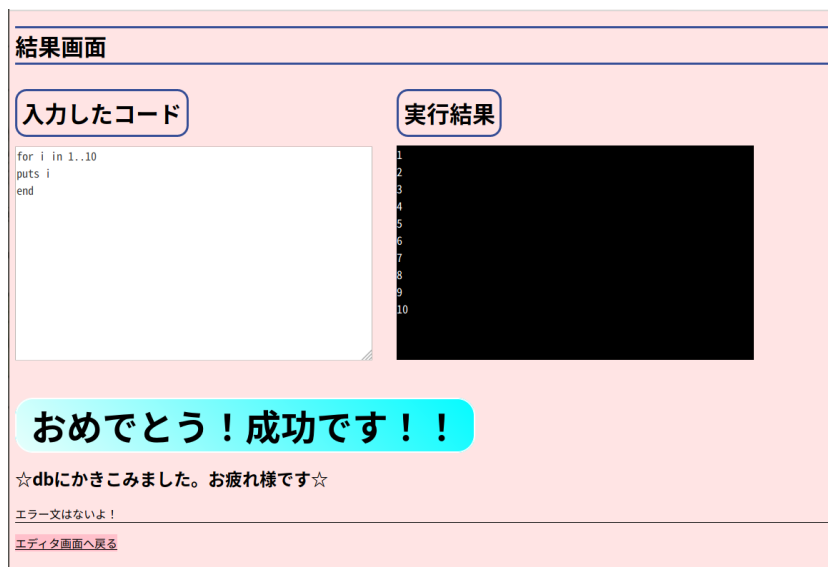 結果画面
入力したコード
実行結果
for i in 1..10
puts i
end
1
2
3
4
5
6
7
8
9
10
おめでとう！成功です！！
☆dbにかきこみました。お疲れ様です☆
エラー文はないよ！
エディタ画面へ戻る